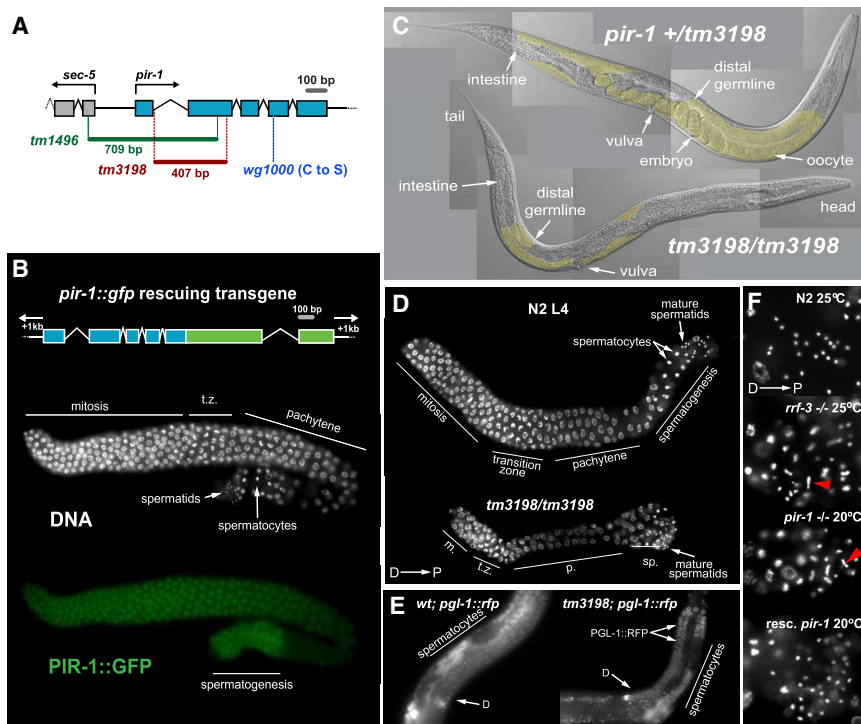 A
sec-5
pir-1
100 bp
tm1496
709 bp
tm3198
407 bp
wg1000 (C to S)
B
pir-1::gfp rescuing transgene
100 bp
+1kb
+1kb
mitosis
t.z.
pachytene
spermatids
spermatocytes
DNA
PIR-1::GFP
spermatogenesis
C
pir-1 +/tm3198
intestine
distal
germline
tail
vulva
embryo
oocyte
intestine
distal
germline
head
vulva
tm3198/tm3198
D
N2 L4
mature
spermatids
spermatocytes
mitosis
transition
zone
pachytene
spermatogenesis
tm3198/tm3198
m.
t.z.
p.
sp.
mature
spermatids
D → P
E
wt; pgl-1::rfp
spermatocytes
D
tm3198; pgl-1::rfp
PGL-1::RFP
D
spermatocytes
F
N2 25ºC
D → P
rrf-3 -/- 25ºC
pir-1 -/- 20ºC
resc. pir-1 20ºC